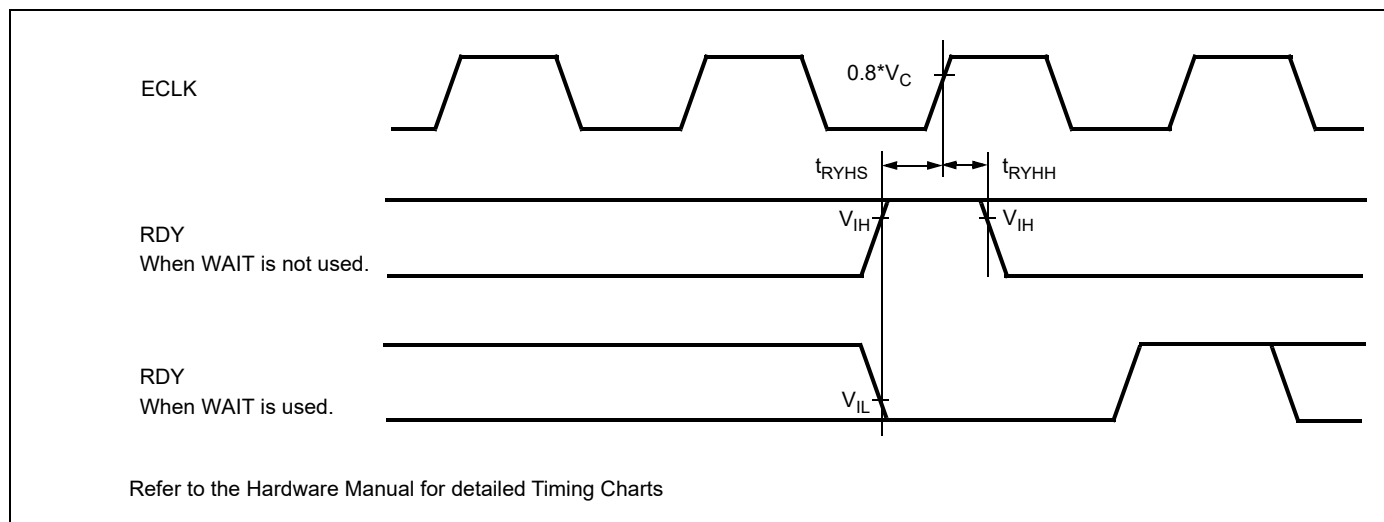 ECLK
0.8*VC
tRYHS
tRYHH
RDY
When WAIT is not used.
VIH
VIH
RDY
When WAIT is used.
VIL
Refer to the Hardware Manual for detailed Timing Charts